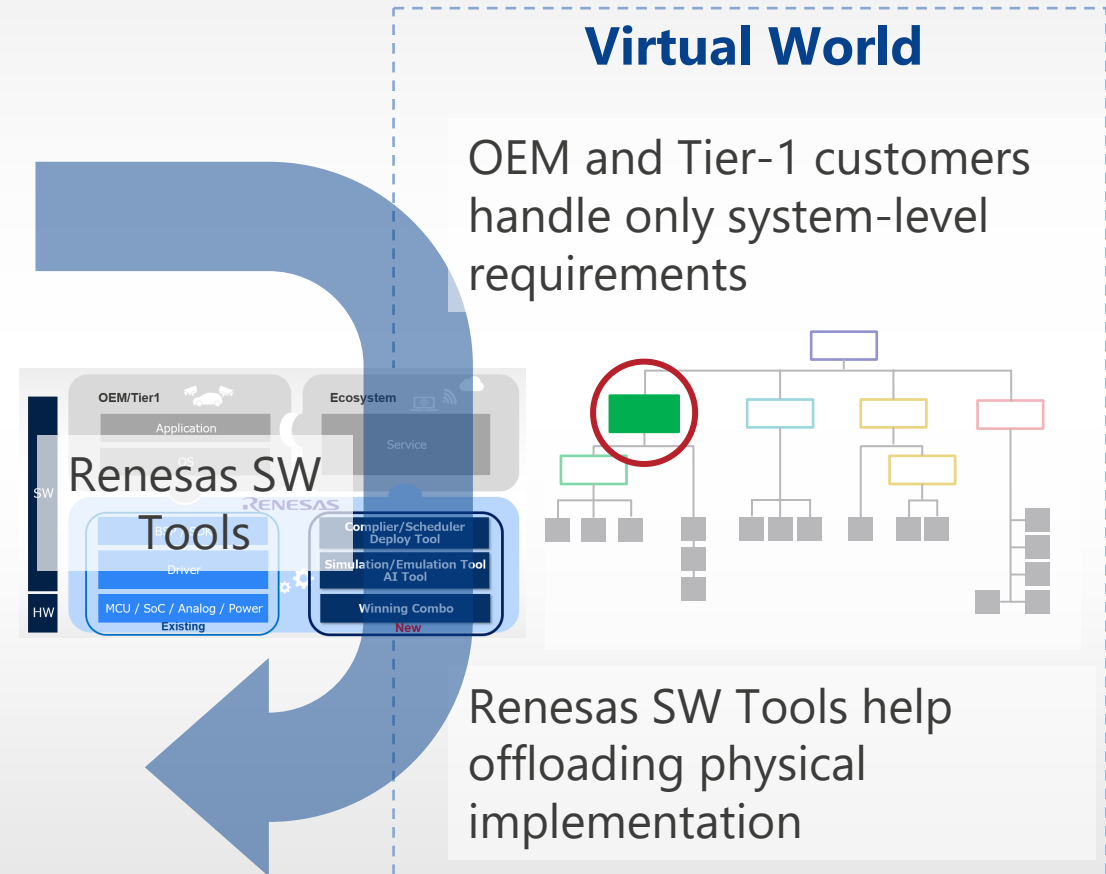 Virtual World
OEM and Tier-1 customers
handle only system-level
requirements
OEM/Tier1
Ecosystem
Application
Service
OS
SW
Renesas SW
Tools
RENESAS
Complier/Scheduler
Deploy Tool
Driver
Simulation/Emulation Tool
AI Tool
HW
MCU / SoC / Analog / Power
Winning Combo
Existing
New
Renesas SW Tools help
offloading physical
implementation